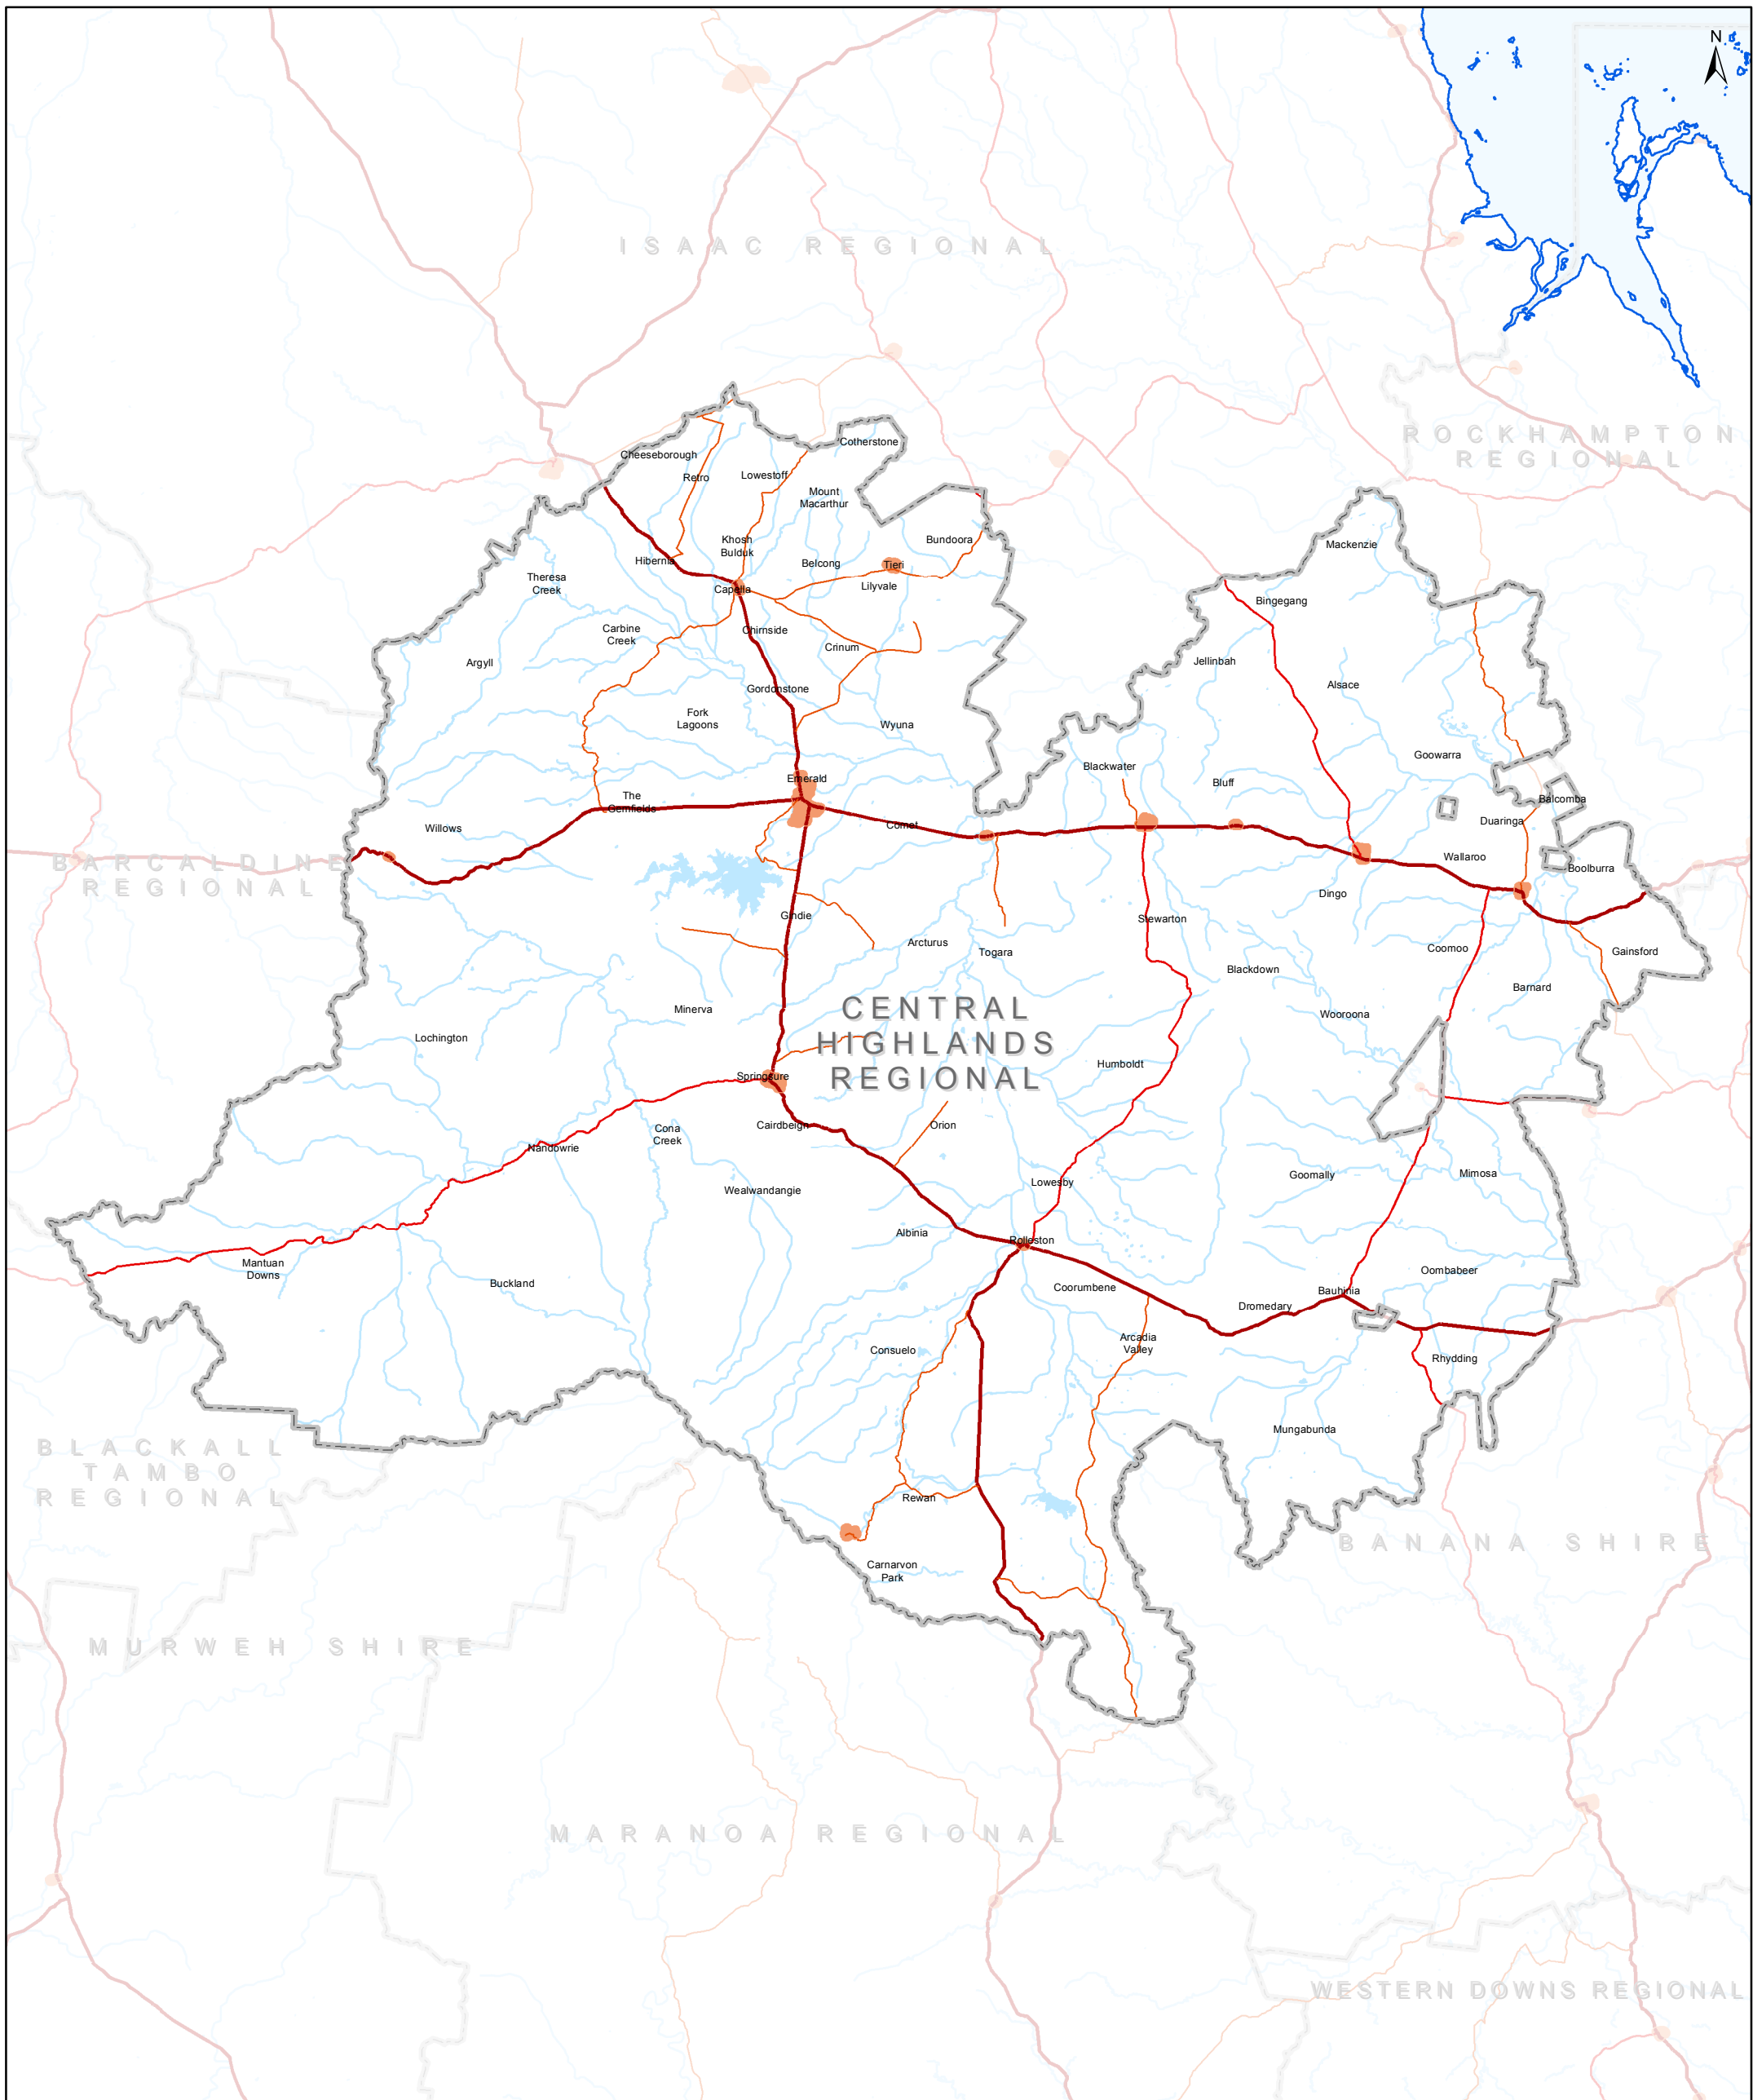 N
ISAAC REGIONAL
ROCKHAMPTON
REGIONAL
Cotherstone
Cheeseborough
Retro
Lowestoff
Mount
Macarthur
Khosh
Bulduk
Bundoora
Mackenzie
Hibernia
Belcong
Tieri
Theresa
Creek
Capella
Lilyvale
Bingegang
Carbine
Creek
Chirnside
Crinum
Argyll
Jellinbah
Alsace
Gordonstone
Fork
Lagoons
Wyuna
Goowarra
Blackwater
Emerald
Bluff
The
Gemfields
Balcomba
Willows
Comet
Duaringa
BARCALDINE
REGIONAL
Wallaroo
Boolburra
Dingo
Gindie
Stewarton
Arcturus
Togara
Coomoo
Gainsford
Blackdown
Barnard
Minerva
CENTRAL
HIGHLANDS
REGIONAL
Wooroona
Lochington
Humboldt
Springsure
Cairdbeign
Orion
Cona
Creek
Nandowrie
Goomally
Mimosa
Wealwandangie
Lowesby
Albinia
Rolleston
Mantuan
Downs
Oombabeer
Buckland
Coorumbene
Bauhinia
Dromedary
Consuelo
Arcadia
Valley
Rhydding
Mungabunda
BLACKALL
TAMBO
REGIONAL
Rewan
BANANA SHIRE
Carnarvon
Park
MURWEH SHIRE
MARANOA REGIONAL
WESTERN DOWNS REGIONAL